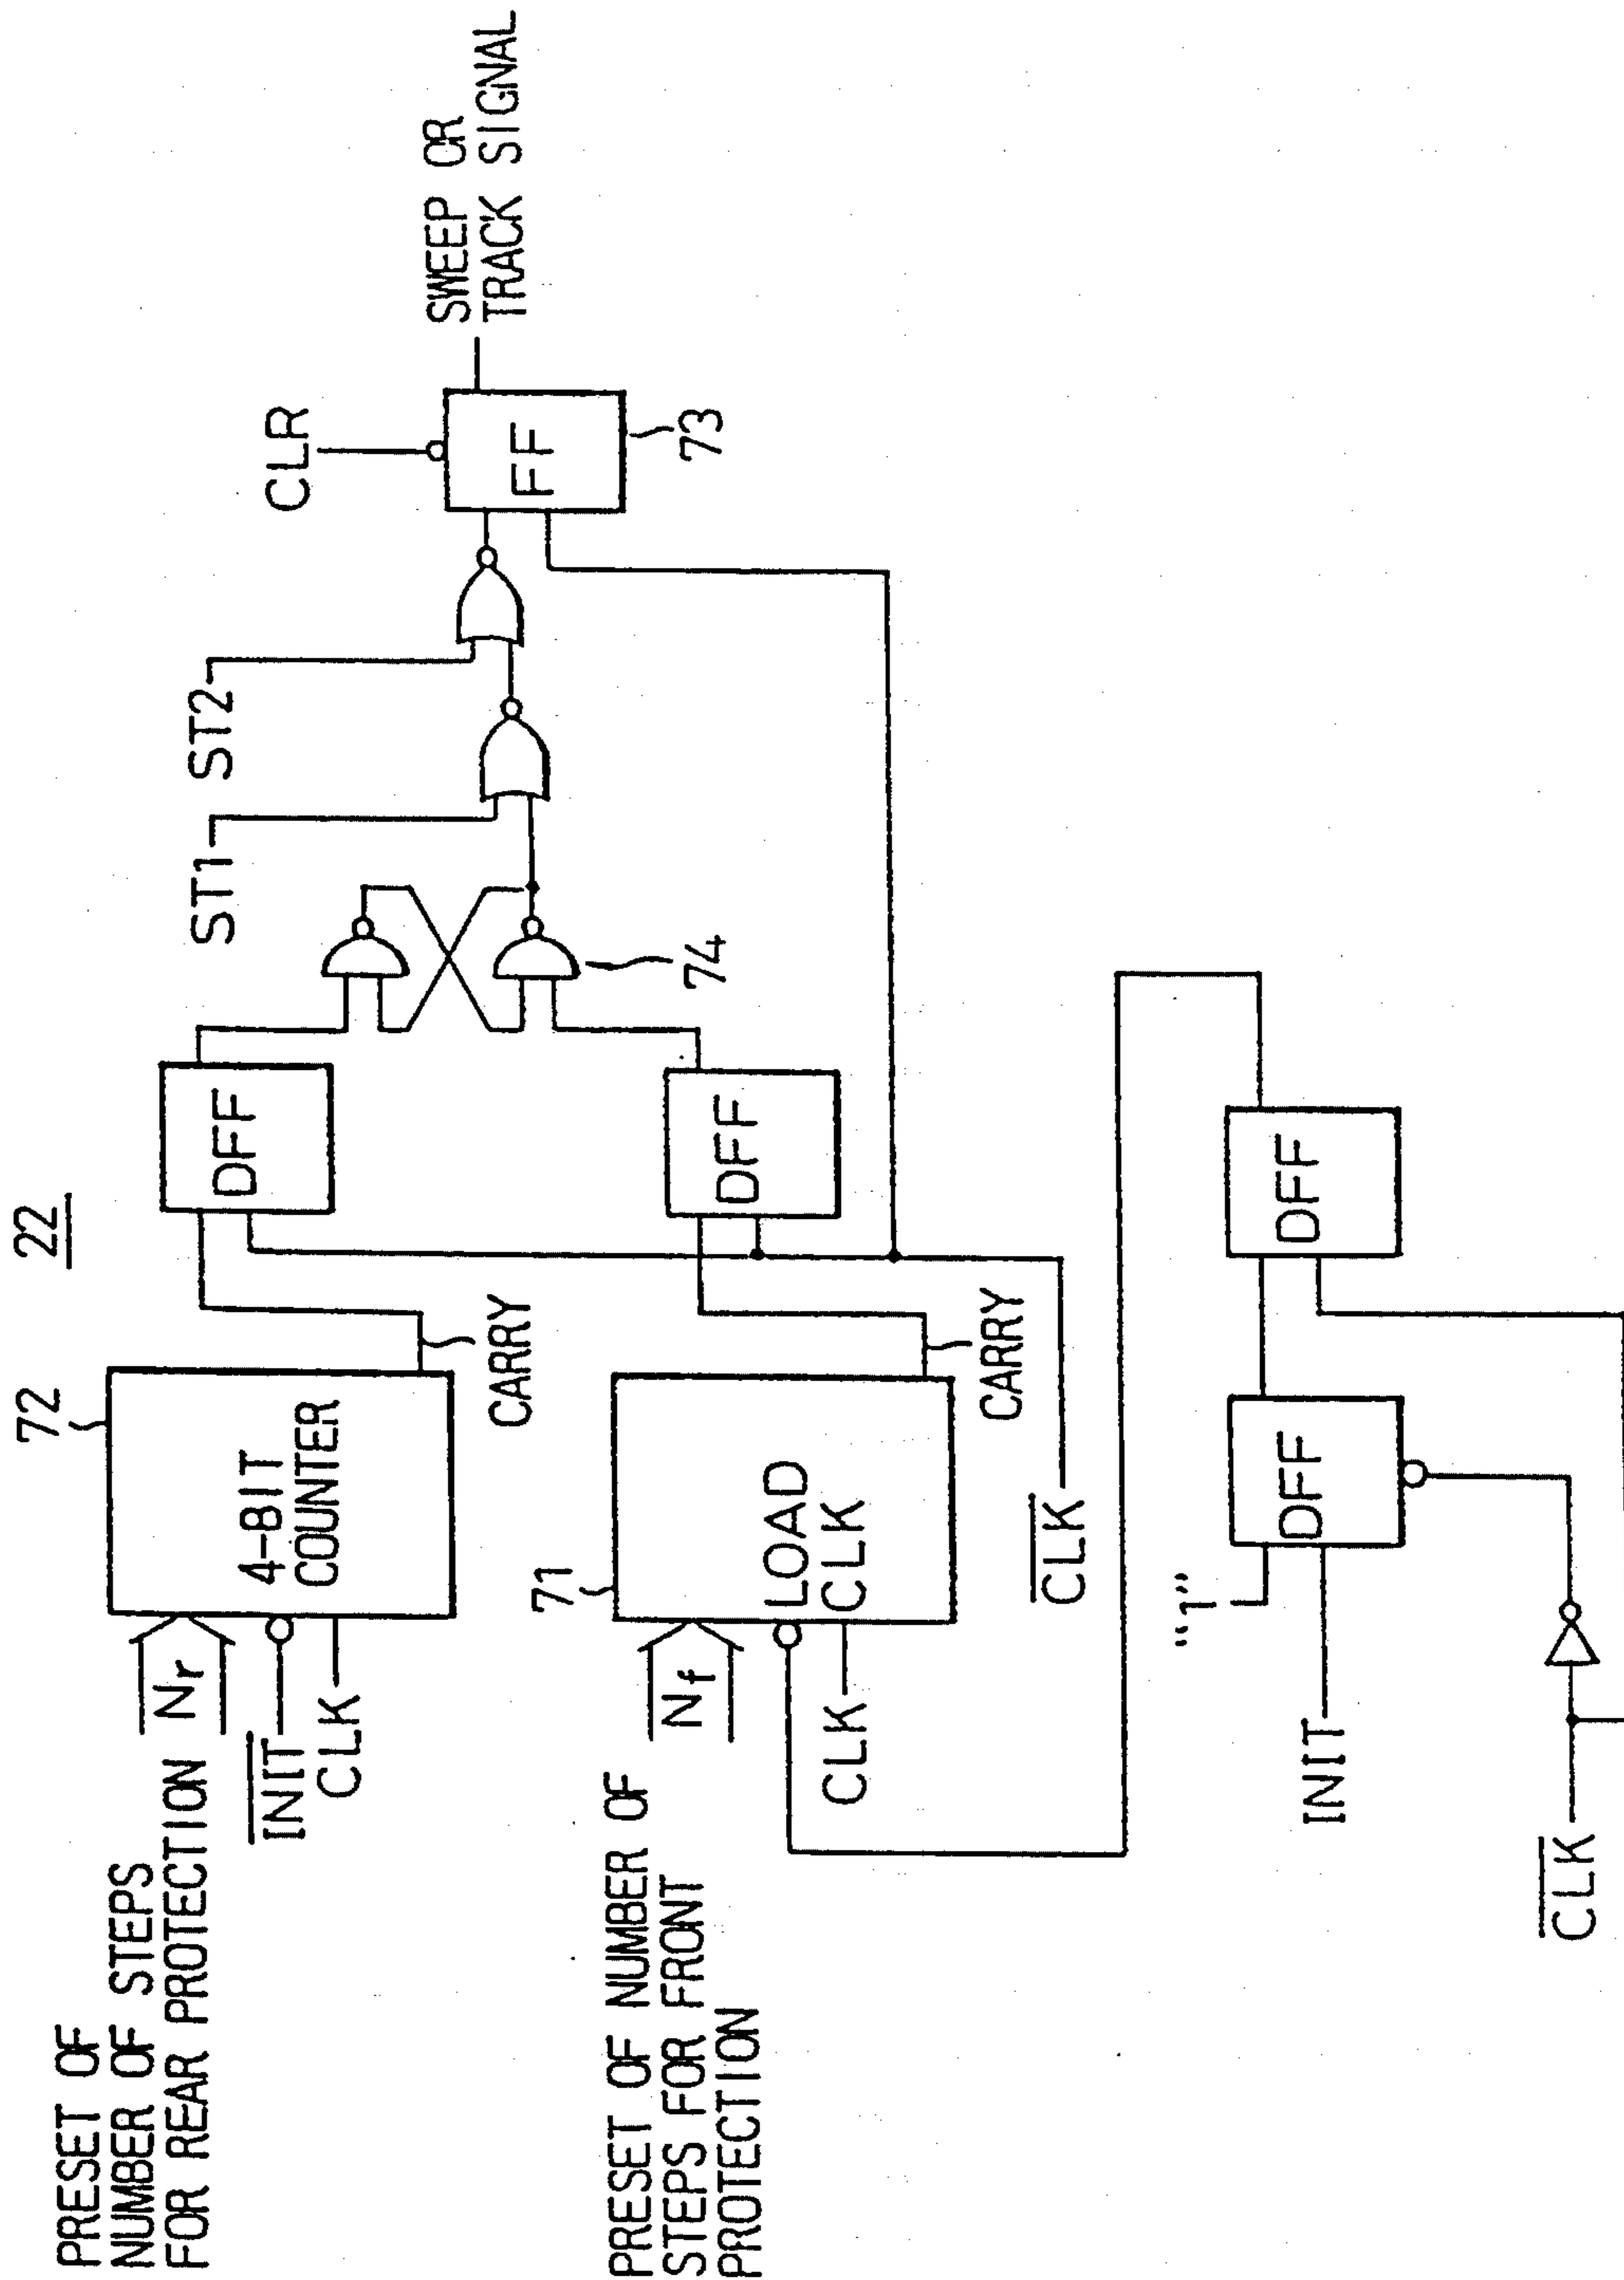 22
PRESET OF
NUMBER OF STEPS
FOR REAR PROTECTION
Nr
INIT
CLK
72
4-BIT
COUNTER
CARRY
DFF
ST1
ST2
CLR
FF
73
SWEEP OR
TRACK SIGNAL
74
PRESET OF NUMBER OF
STEPS FOR FRONT
PROTECTION
Nf
CLK
71
LOAD
CLK
CARRY
DFF
CLK
"1"
INIT
DFF
DFF
CLK